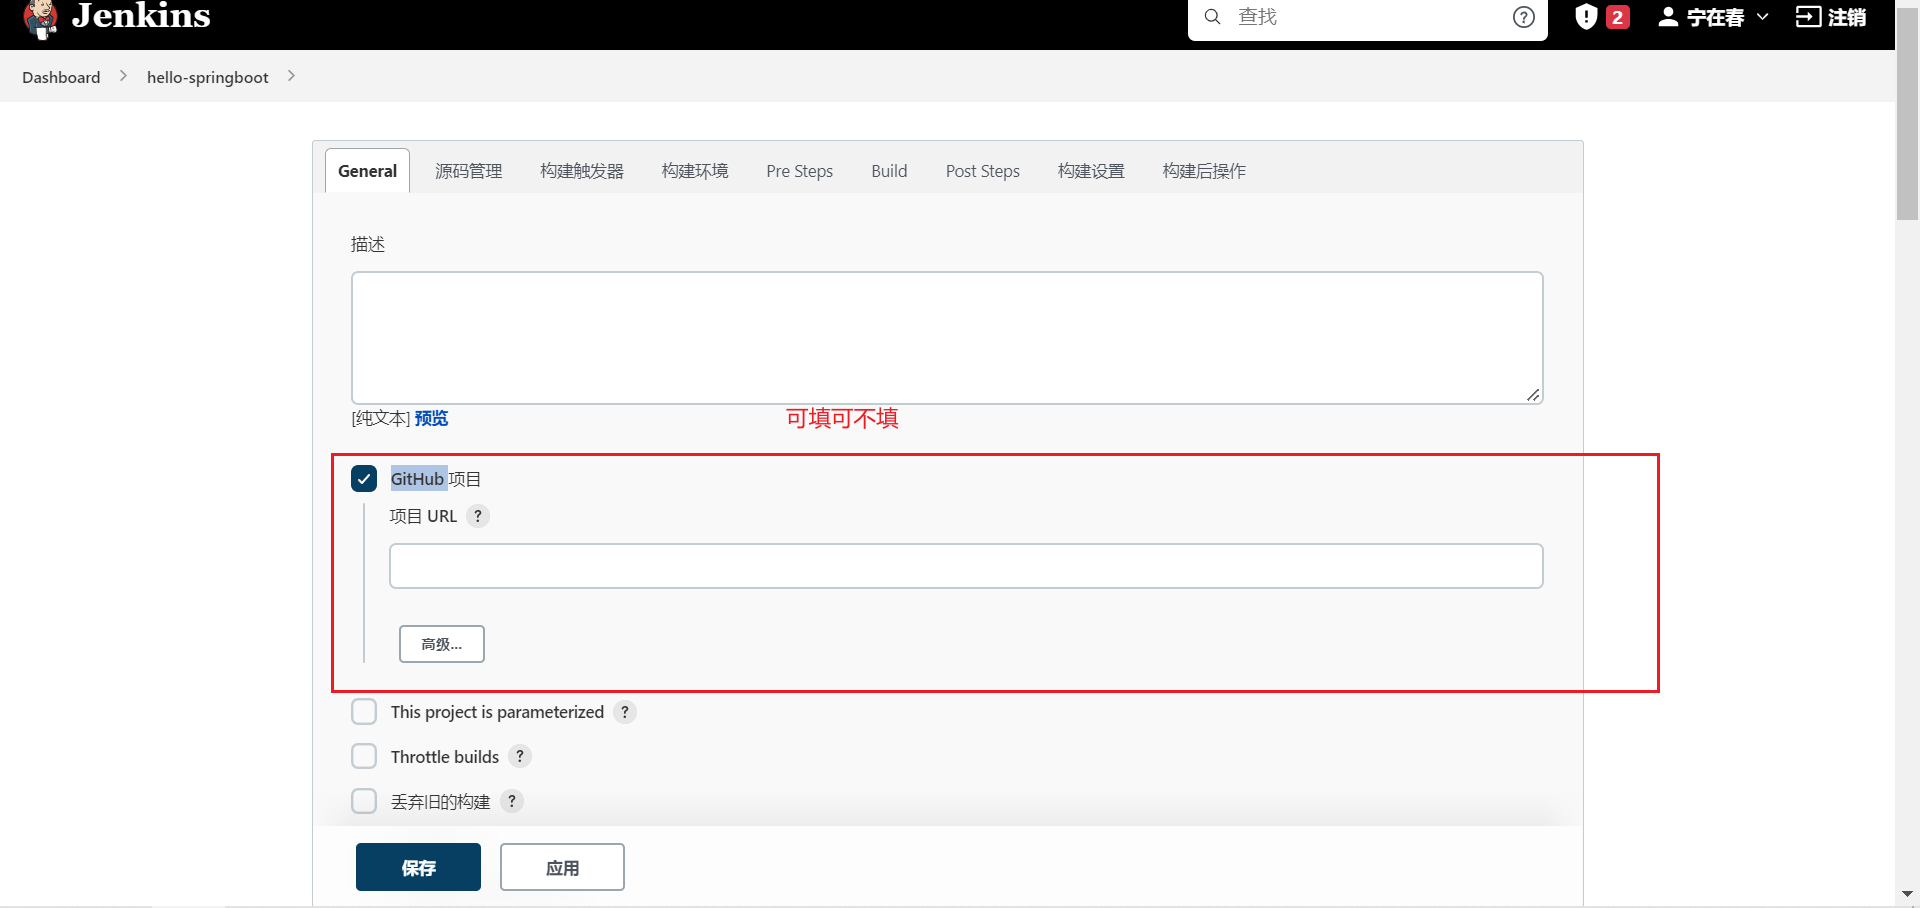 Jenkins
查找
2
宁在春
注销
Dashboard
hello-springboot
General
源码管理
构建触发器
构建环境
Pre Steps
Build
Post Steps
构建设置
构建后操作
描述
[纯文本] 预览
可填可不填
GitHub 项目
项目 URL ?
高级...
This project is parameterized ?
Throttle builds ?
丢弃旧的构建 ?
保存
应用